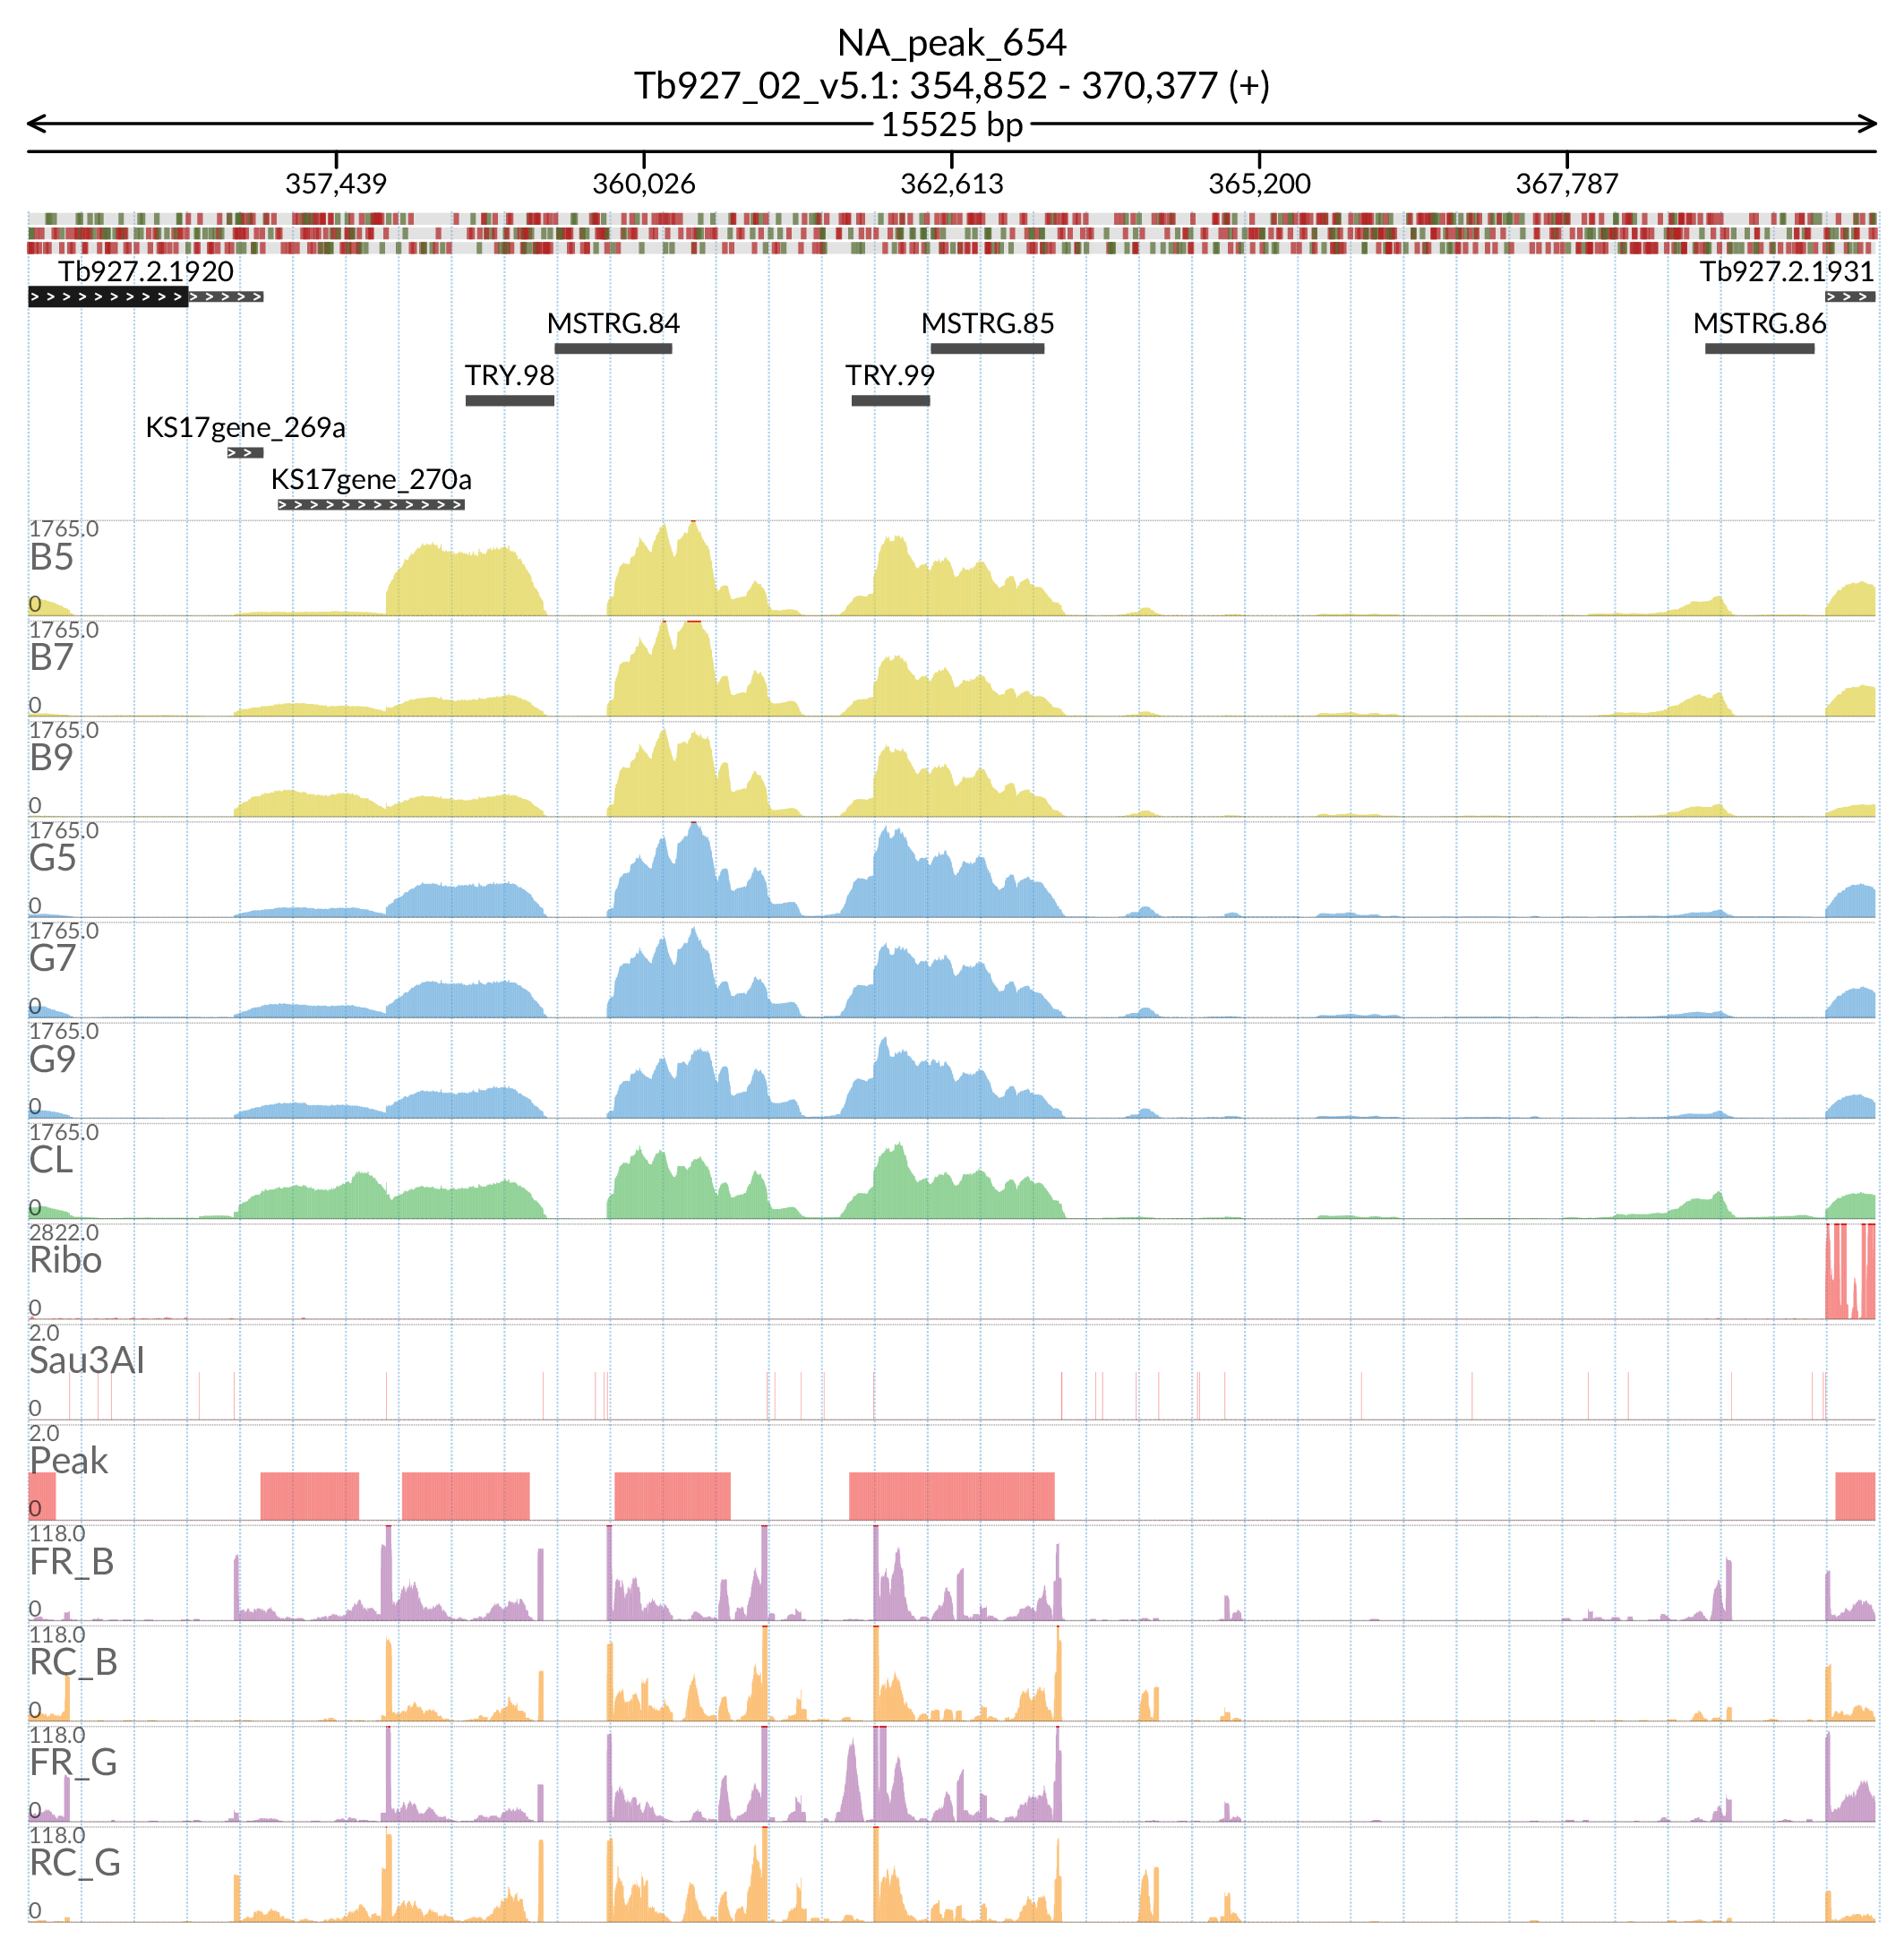 NA_peak_654
Tb927_02_v5.1: 354,852 - 370,377 (+)
15525 bp
357,439 360,026 362,613 365,200 367,787
Tb927.2.1920 Tb927.2.1931
MSTRG.84 MSTRG.85 MSTRG.86
TRY.98 TRY.99
KS17gene_269a
KS17gene_270a
1765.0
B5
0
1765.0
B7
0
1765.0
B9
0
1765.0
G5
0
1765.0
G7
0
1765.0
G9
0
1765.0
CL
0
2822.0
Ribo
0
2.0
Sau3AI
0
2.0
Peak
0
118.0
FR_B
0
118.0
RC_B
0
118.0
FR_G
0
118.0
RC_G
0